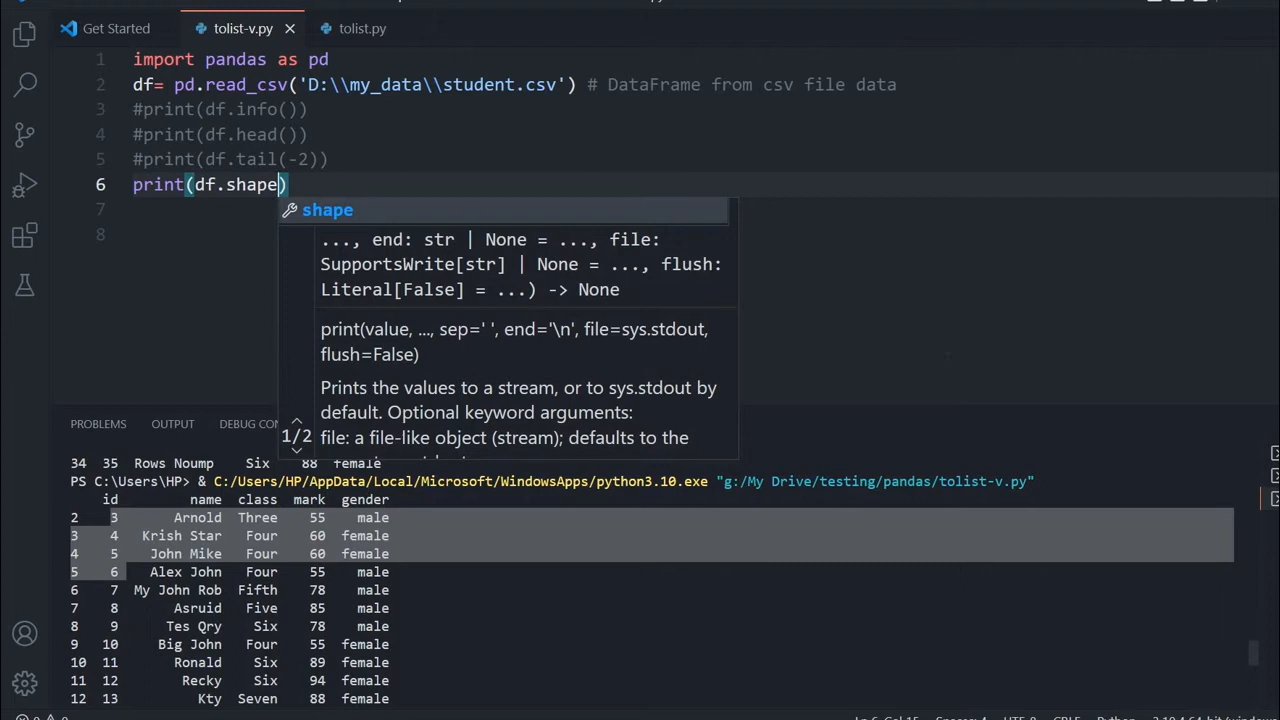 Get Started
tolist-v.py
tolist.py
1 import pandas as pd
2 df= pd.read_csv('D:\\my_data\\student.csv') # DataFrame from csv file data
3 #print(df.info())
4 #print(df.head())
5 #print(df.tail(-2))
6 print(df.shape)
7
8
shape
..., end: str | None = ..., file:
SupportsWrite[str] | None = ..., flush:
Literal[False] = ...) -> None
print(value, ..., sep=' ', end='\n', file=sys.stdout,
flush=False)
Prints the values to a stream, or to sys.stdout by
default. Optional keyword arguments:
1/2
file: a file-like object (stream); defaults to the
PROBLEMS OUTPUT DEBUG CON
34 35 Rows Noump Six 88 female
PS C:\Users\HP> & C:/Users/HP/AppData/Local/Microsoft/WindowsApps/python3.10.exe "g:/My Drive/testing/pandas/tolist-v.py"
id name class mark gender
2 3 Arnold Three 55 male
3 4 Krish Star Four 60 female
4 5 John Mike Four 60 female
5 6 Alex John Four 55 male
6 7 My John Rob Fifth 78 male
7 8 Asruid Five 85 male
8 9 Tes Qry Six 78 male
9 10 Big John Four 55 female
10 11 Ronald Six 89 female
11 12 Recky Six 94 female
12 13 Kty Seven 88 female